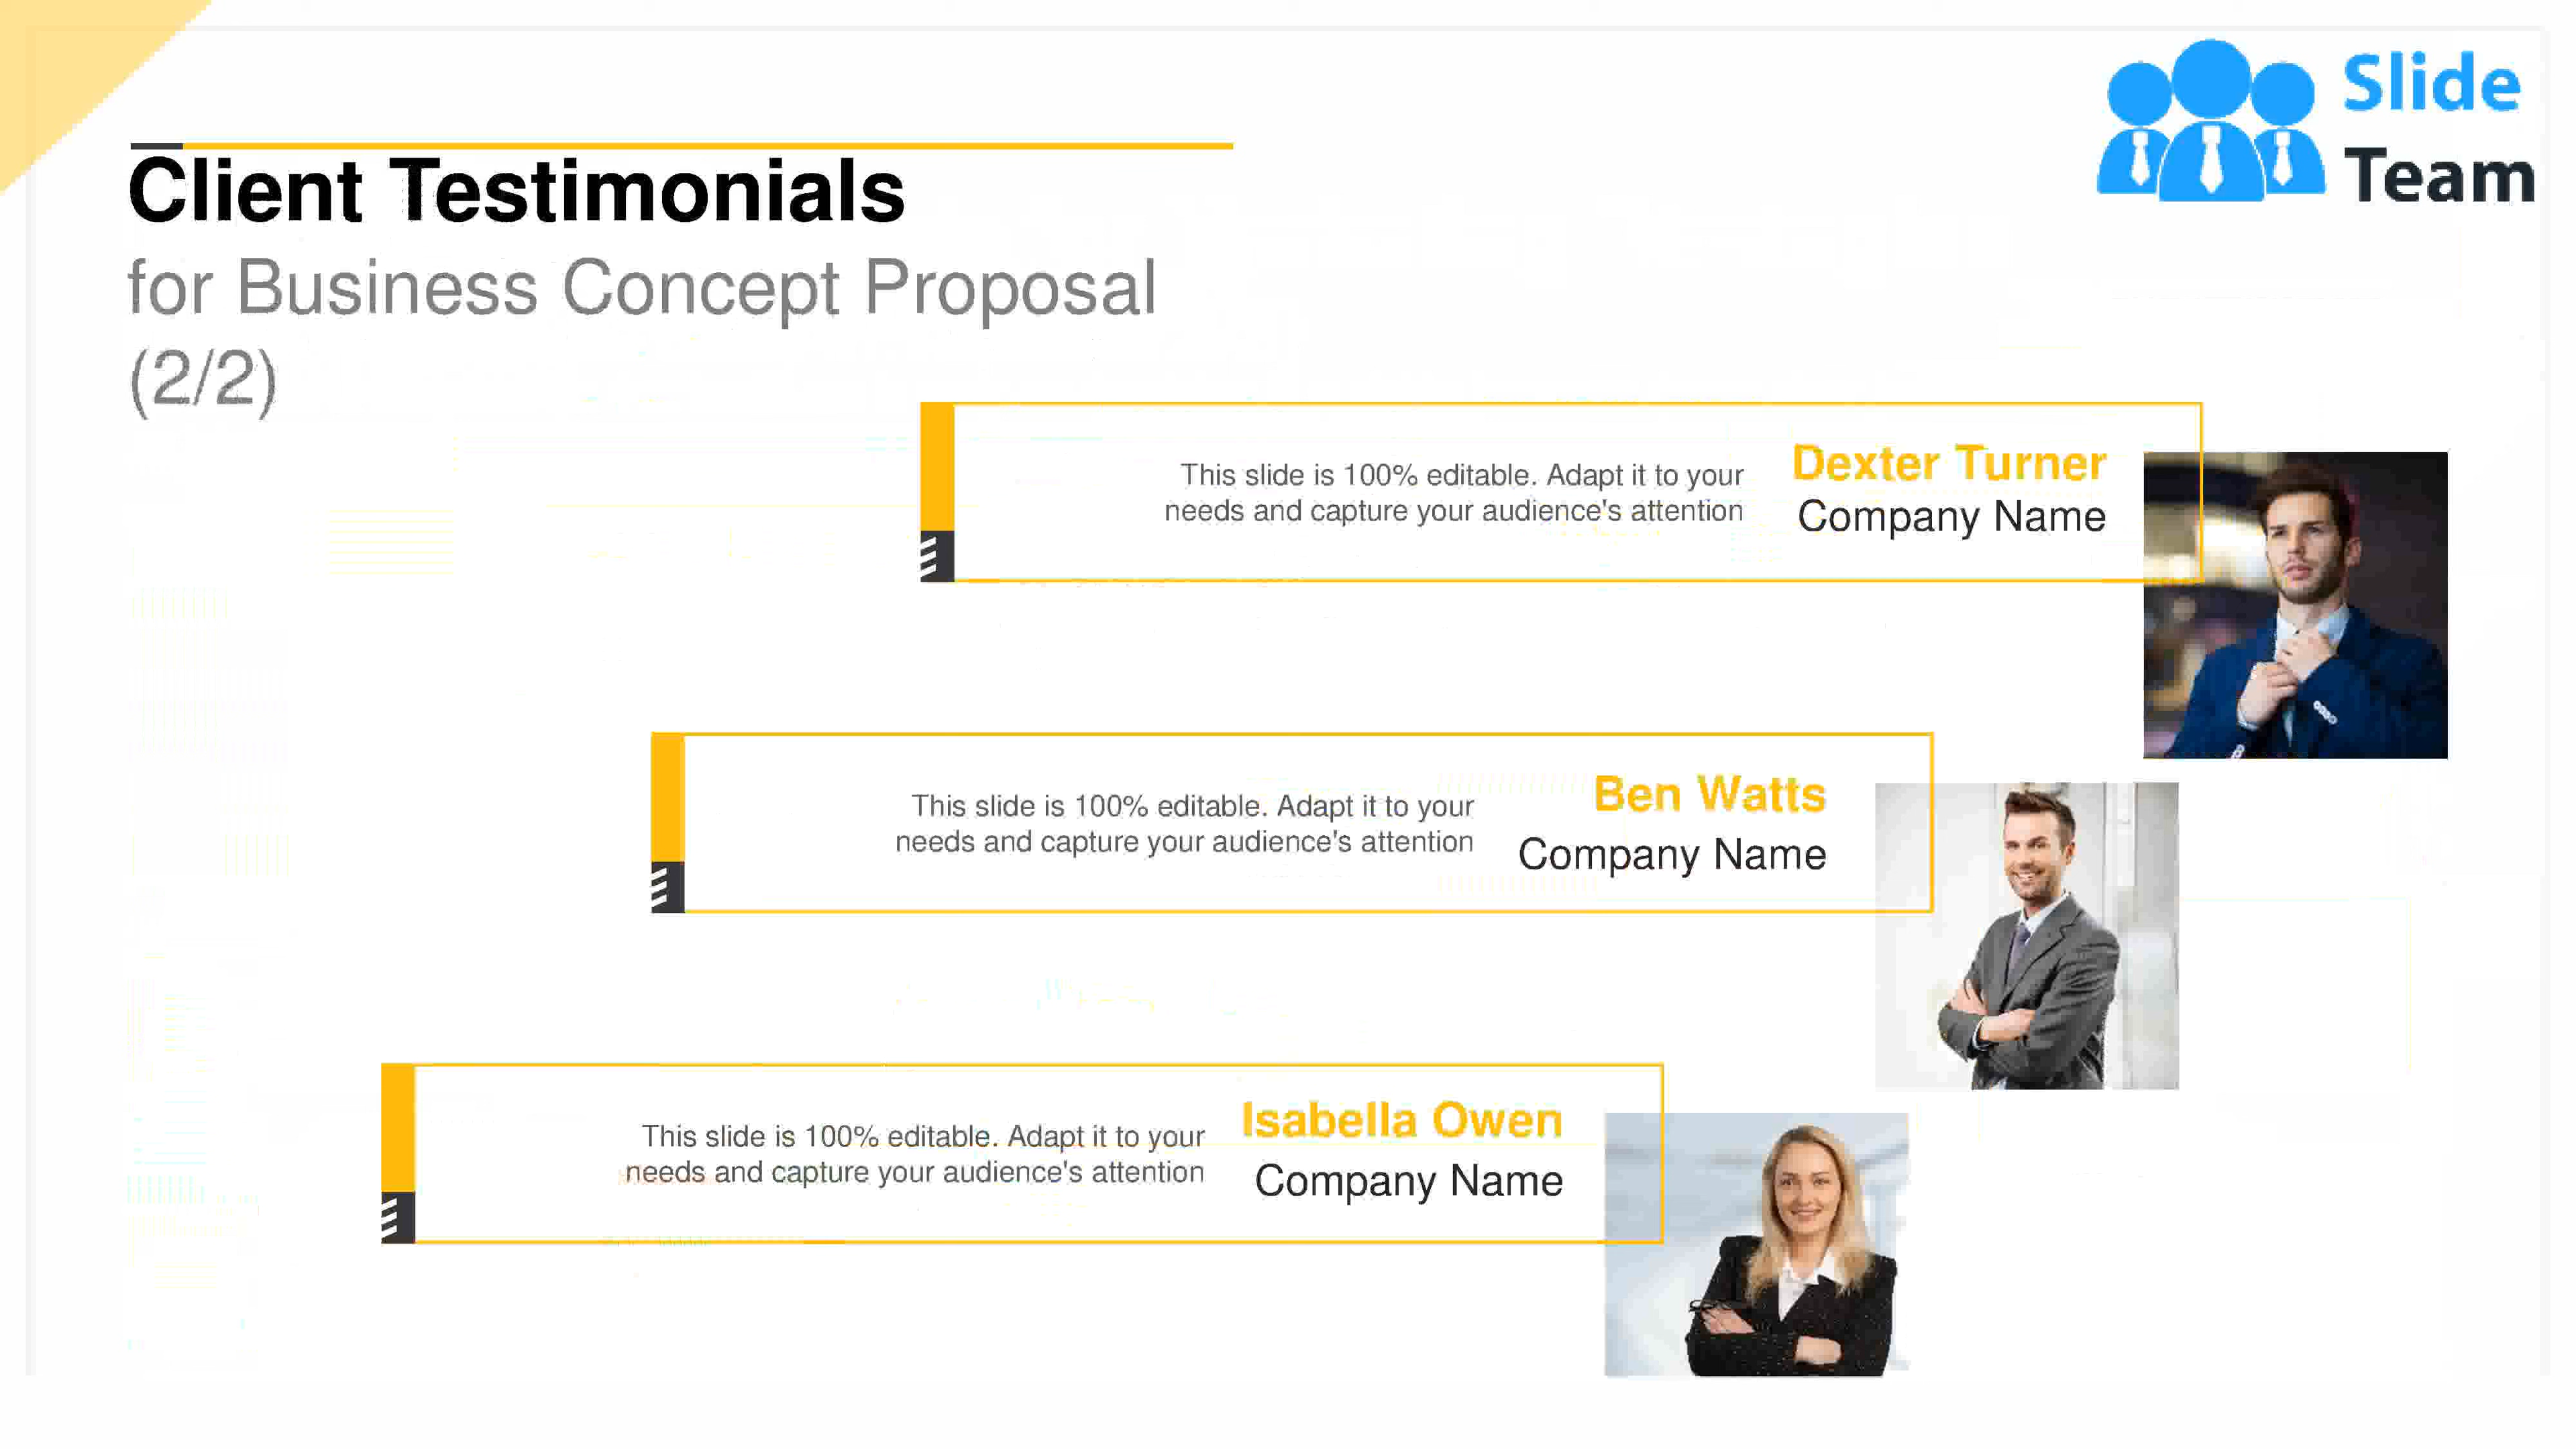 Slide
Team
Client Testimonials
for Business Concept Proposal
(2/2)
This slide is 100% editable. Adapt it to your
needs and capture your audience's attention
Dexter Turner
Company Name
This slide is 100% editable. Adapt it to your
needs and capture your audience's attention
Ben Watts
Company Name
This slide is 100% editable. Adapt it to your
needs and capture your audience's attention
Isabella Owen
Company Name